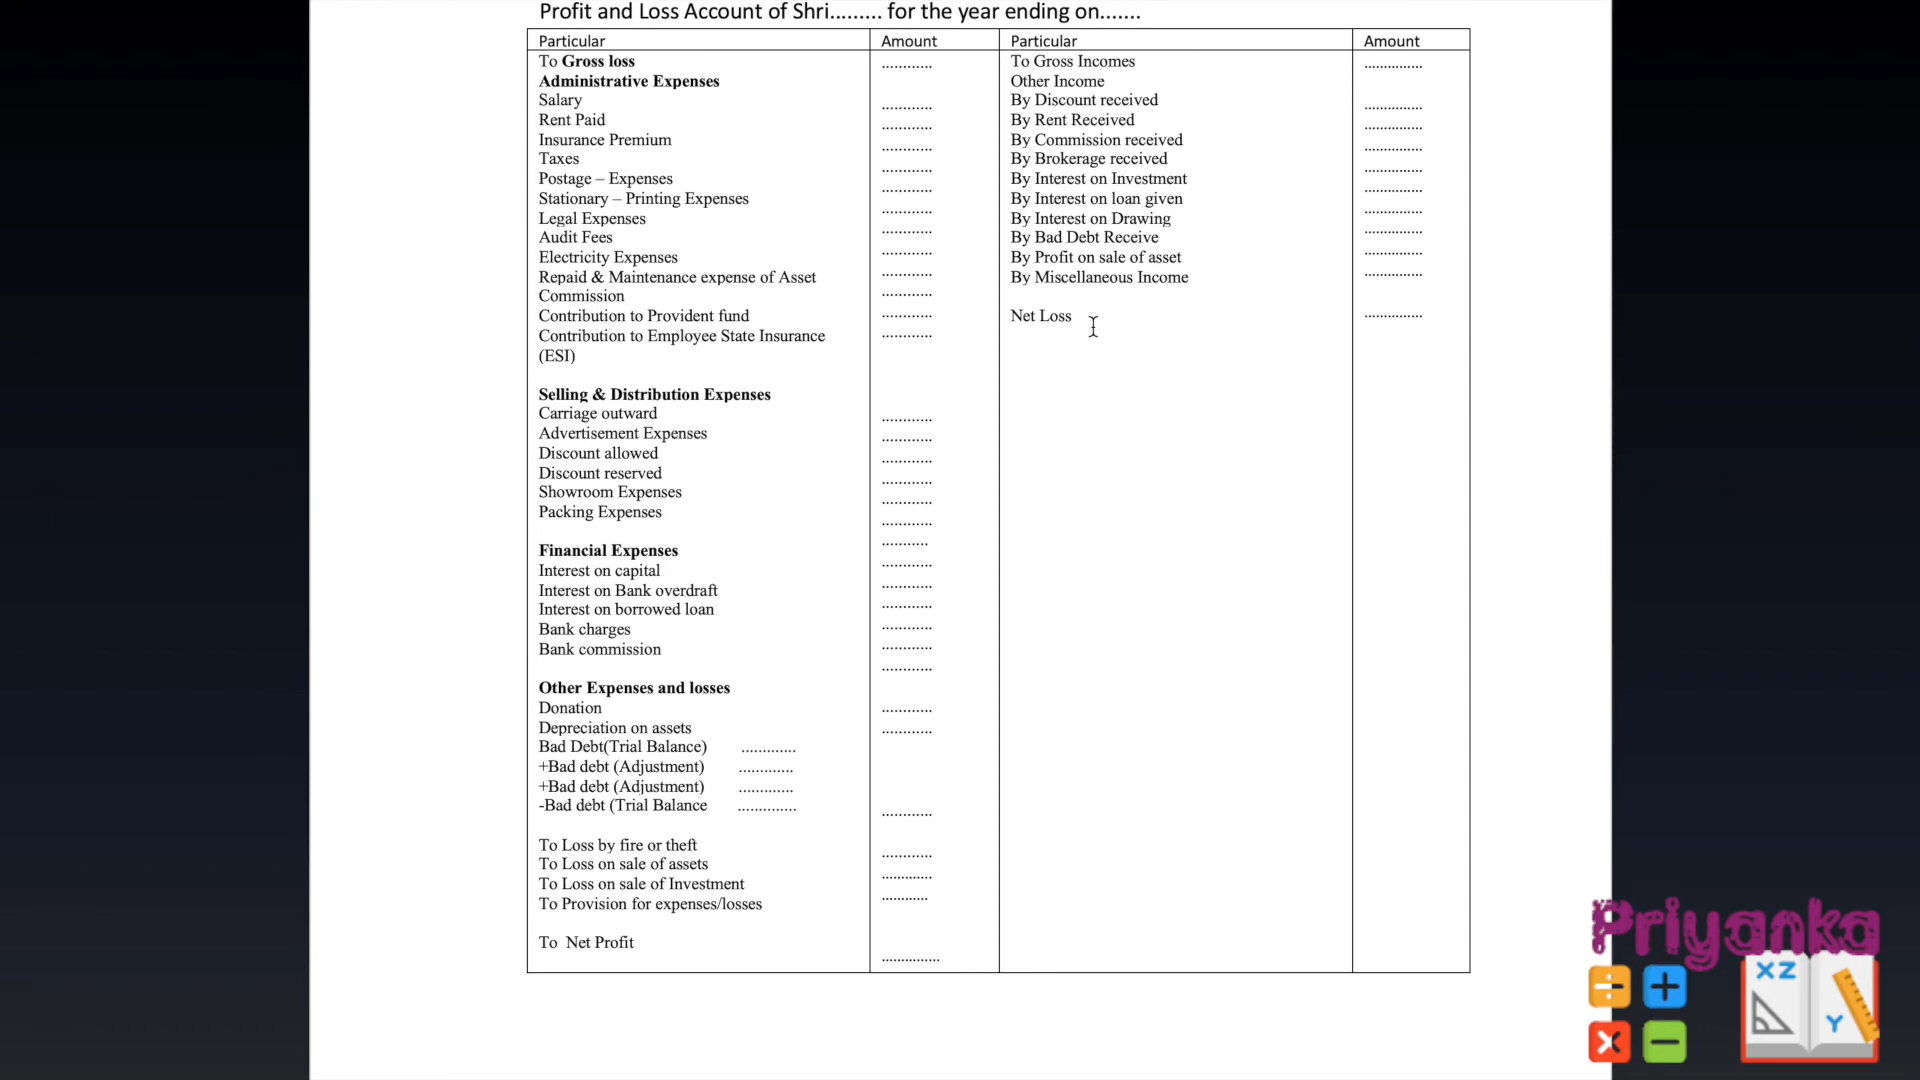 Profit and Loss Account of Shri......... for the year ending on.......
Particular Amount Particular Amount
To Gross loss ............ To Gross Incomes ..............
Administrative Expenses Other Income
Salary ............ By Discount received ..............
Rent Paid ............ By Rent Received ..............
Insurance Premium ............ By Commission received ..............
Taxes ............ By Brokerage received ..............
Postage – Expenses ............ By Interest on Investment ..............
Stationary – Printing Expenses ............ By Interest on loan given ..............
Legal Expenses ............ By Interest on Drawing ..............
Audit Fees ............ By Bad Debt Receive ..............
Electricity Expenses ............ By Profit on sale of asset ..............
Repaid & Maintenance expense of Asset ............ By Miscellaneous Income
Commission ............
Contribution to Provident fund ............ Net Loss ..............
Contribution to Employee State Insurance
(ESI)
Selling & Distribution Expenses
Carriage outward ............
Advertisement Expenses ............
Discount allowed ............
Discount reserved ............
Showroom Expenses ............
Packing Expenses ............
Financial Expenses ...........
Interest on capital ............
Interest on Bank overdraft ............
Interest on borrowed loan ............
Bank charges ............
Bank commission ............
............
Other Expenses and losses
Donation ............
Depreciation on assets ............
Bad Debt(Trial Balance) .............
+Bad debt (Adjustment) .............
+Bad debt (Adjustment) .............
-Bad debt (Trial Balance .............. ............
To Loss by fire or theft ............
To Loss on sale of assets ............
To Loss on sale of Investment ...........
To Provision for expenses/losses
To Net Profit ..............
Priyanka
XZ
Y